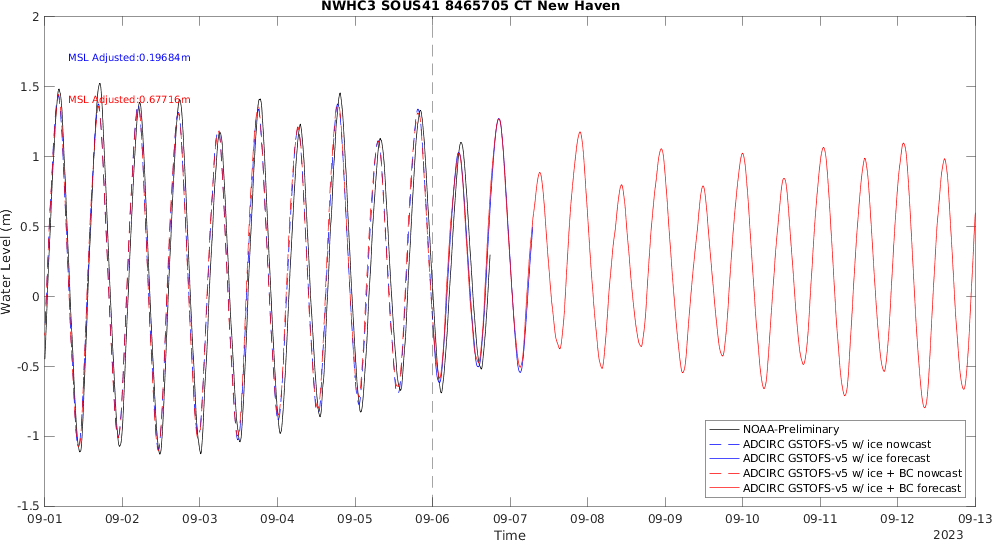 NWHC3 SOUS41 8465705 CT New Haven
2
MSL Adjusted:0.19684m
1.5
MSL Adjusted:0.67716m
1
0.5
Water Level (m)
0
-0.5
-1
-1.5
NOAA-Preliminary
ADCIRC GSTOFS-v5 w/ ice nowcast
ADCIRC GSTOFS-v5 w/ ice forecast
ADCIRC GSTOFS-v5 w/ ice + BC nowcast
ADCIRC GSTOFS-v5 w/ ice + BC forecast
09-01 09-02 09-03 09-04 09-05 09-06 09-07 09-08 09-09 09-10 09-11 09-12 09-13
Time
2023